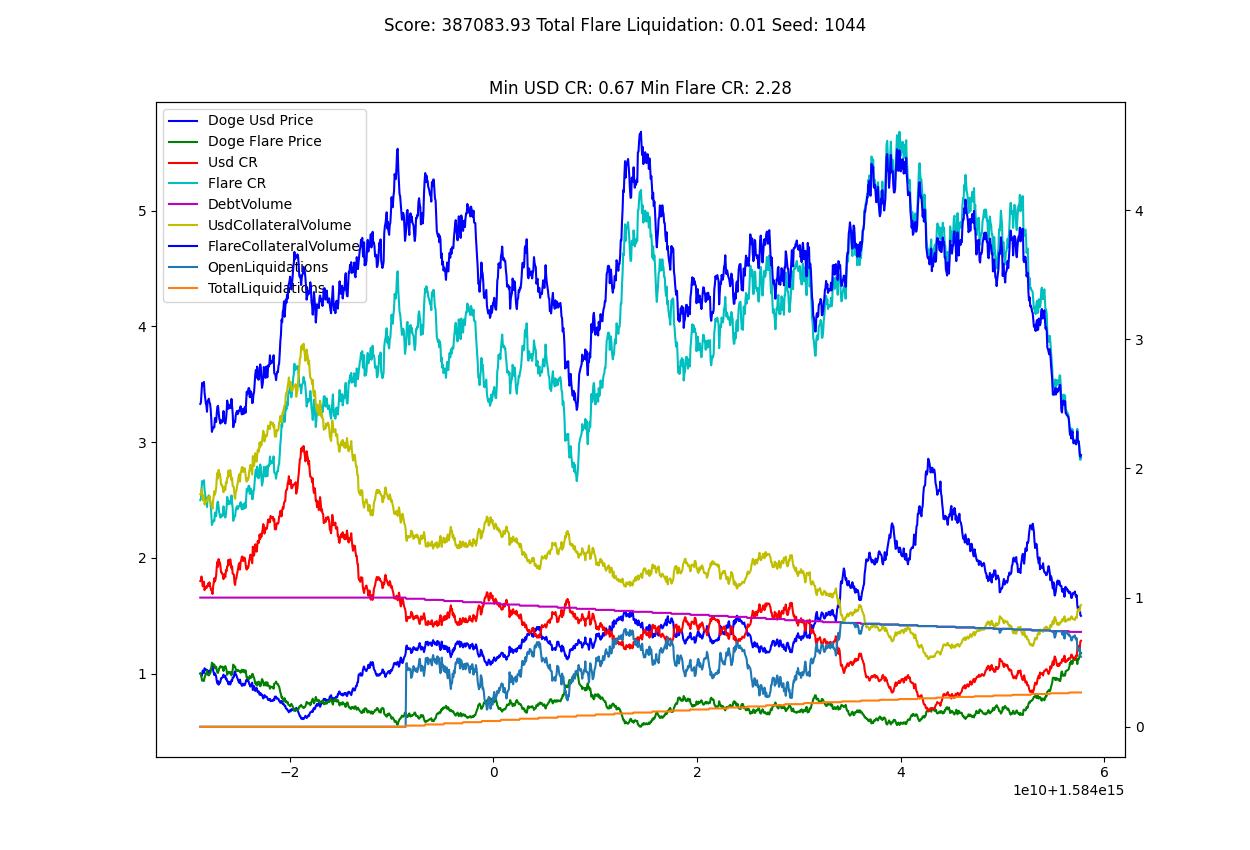 Score: 387083.93 Total Flare Liquidation: 0.01 Seed: 1044
Min USD CR: 0.67 Min Flare CR: 2.28
Doge Usd Price
Doge Flare Price
Usd CR
Flare CR
DebtVolume
UsdCollateralVolume
FlareCollateralVolume
OpenLiquidations
TotalLiquidations
5
4
3
2
1
4
3
2
1
0
−2
0
2
4
6
1e10+1.584e15